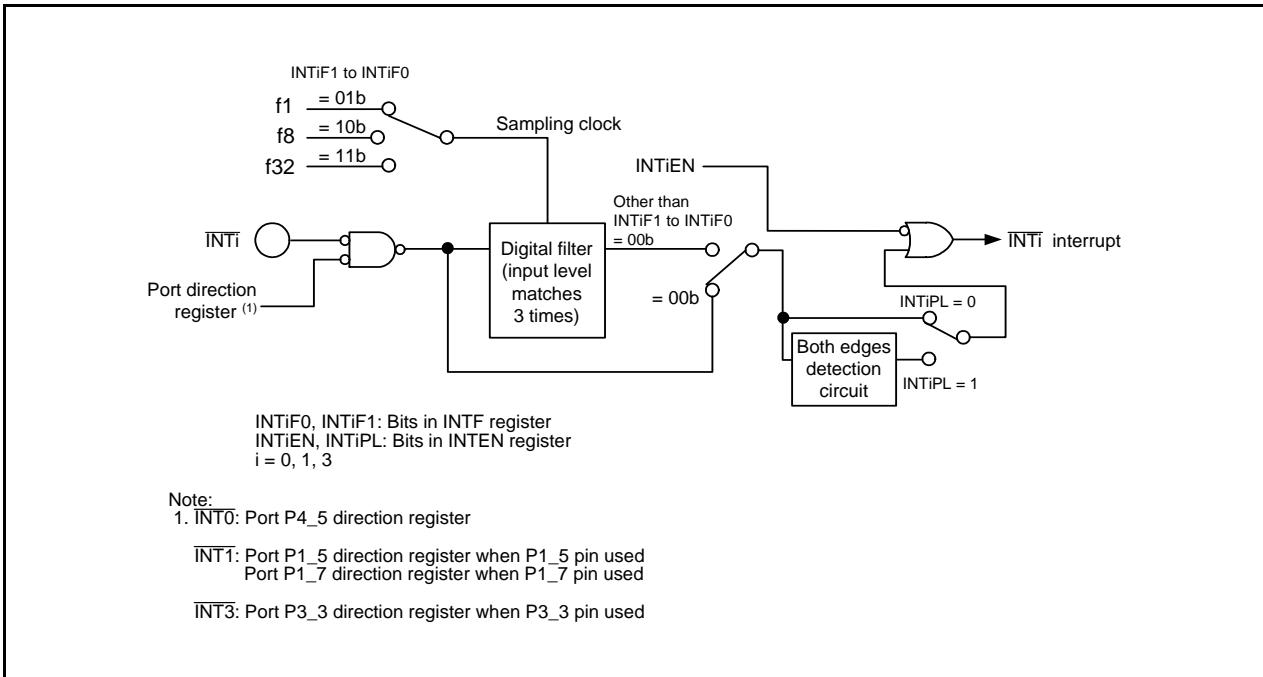 INTiF1 to INTiF0
f1
= 01b
f8
= 10b
f32
= 11b
Sampling clock
INTiEN
Other than
INTiF1 to INTiF0
= 00b
INTi
Digital filter
(input level
matches
3 times)
= 00b
INTi interrupt
Port direction
register (1)
INTiPL = 0
Both edges
detection
circuit
INTiPL = 1
INTiF0, INTiF1: Bits in INTF register
INTiEN, INTiPL: Bits in INTEN register
i = 0, 1, 3
Note:
1. INT0: Port P4_5 direction register
INT1: Port P1_5 direction register when P1_5 pin used
Port P1_7 direction register when P1_7 pin used
INT3: Port P3_3 direction register when P3_3 pin used